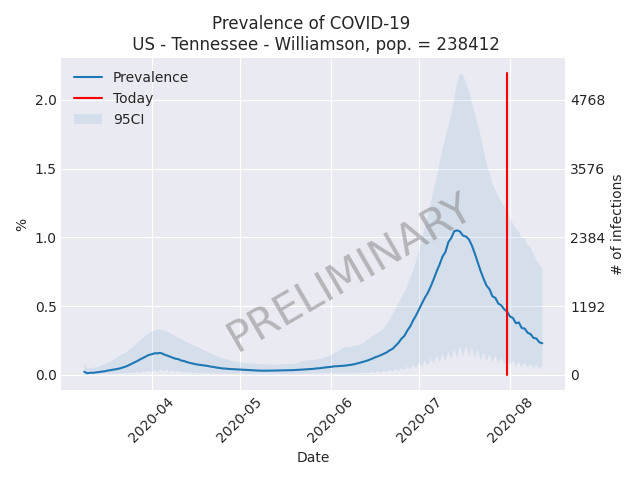 Prevalence of COVID-19
US - Tennessee - Williamson, pop. = 238412
Prevalence
Today
95CI
PRELIMINARY
%
2.0
1.5
1.0
0.5
0.0
4768
3576
2384
1192
0
# of infections
2020-04
2020-05
2020-06
2020-07
2020-08
Date